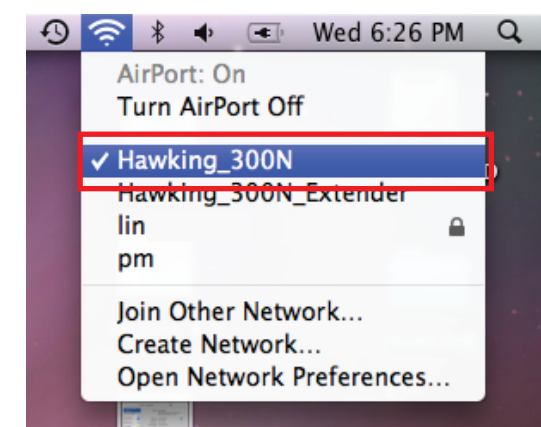 Wed 6:26 PM
AirPort: On
Turn AirPort Off
✓ Hawking_300N
Hawking_300N_Extender
lin
pm
Join Other Network...
Create Network...
Open Network Preferences...